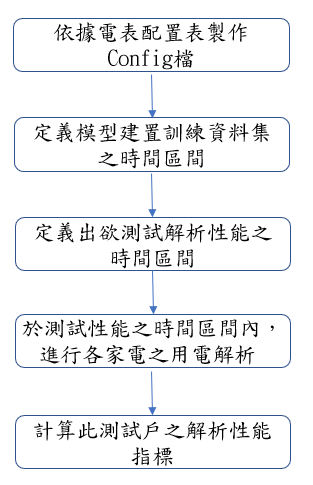 依據電表配置表製作
Config檔
定義模型建置訓練資料集
之時間區間
定義出欲測試解析性能之
時間區間
於測試性能之時間區間內，
進行各家電之用電解析
計算此測試戶之解析性能
指標